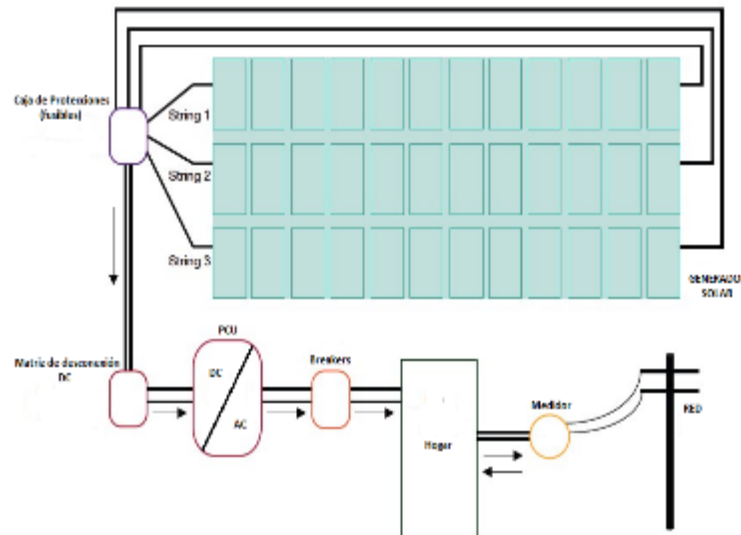 Caja de Protecciones
(fusibles)
String 1
String 2
String 3
GENERADO
SOLAR
Matriz de desconexión
DC
PCU
DC
AC
Breakers
Hogar
Medidor
RED